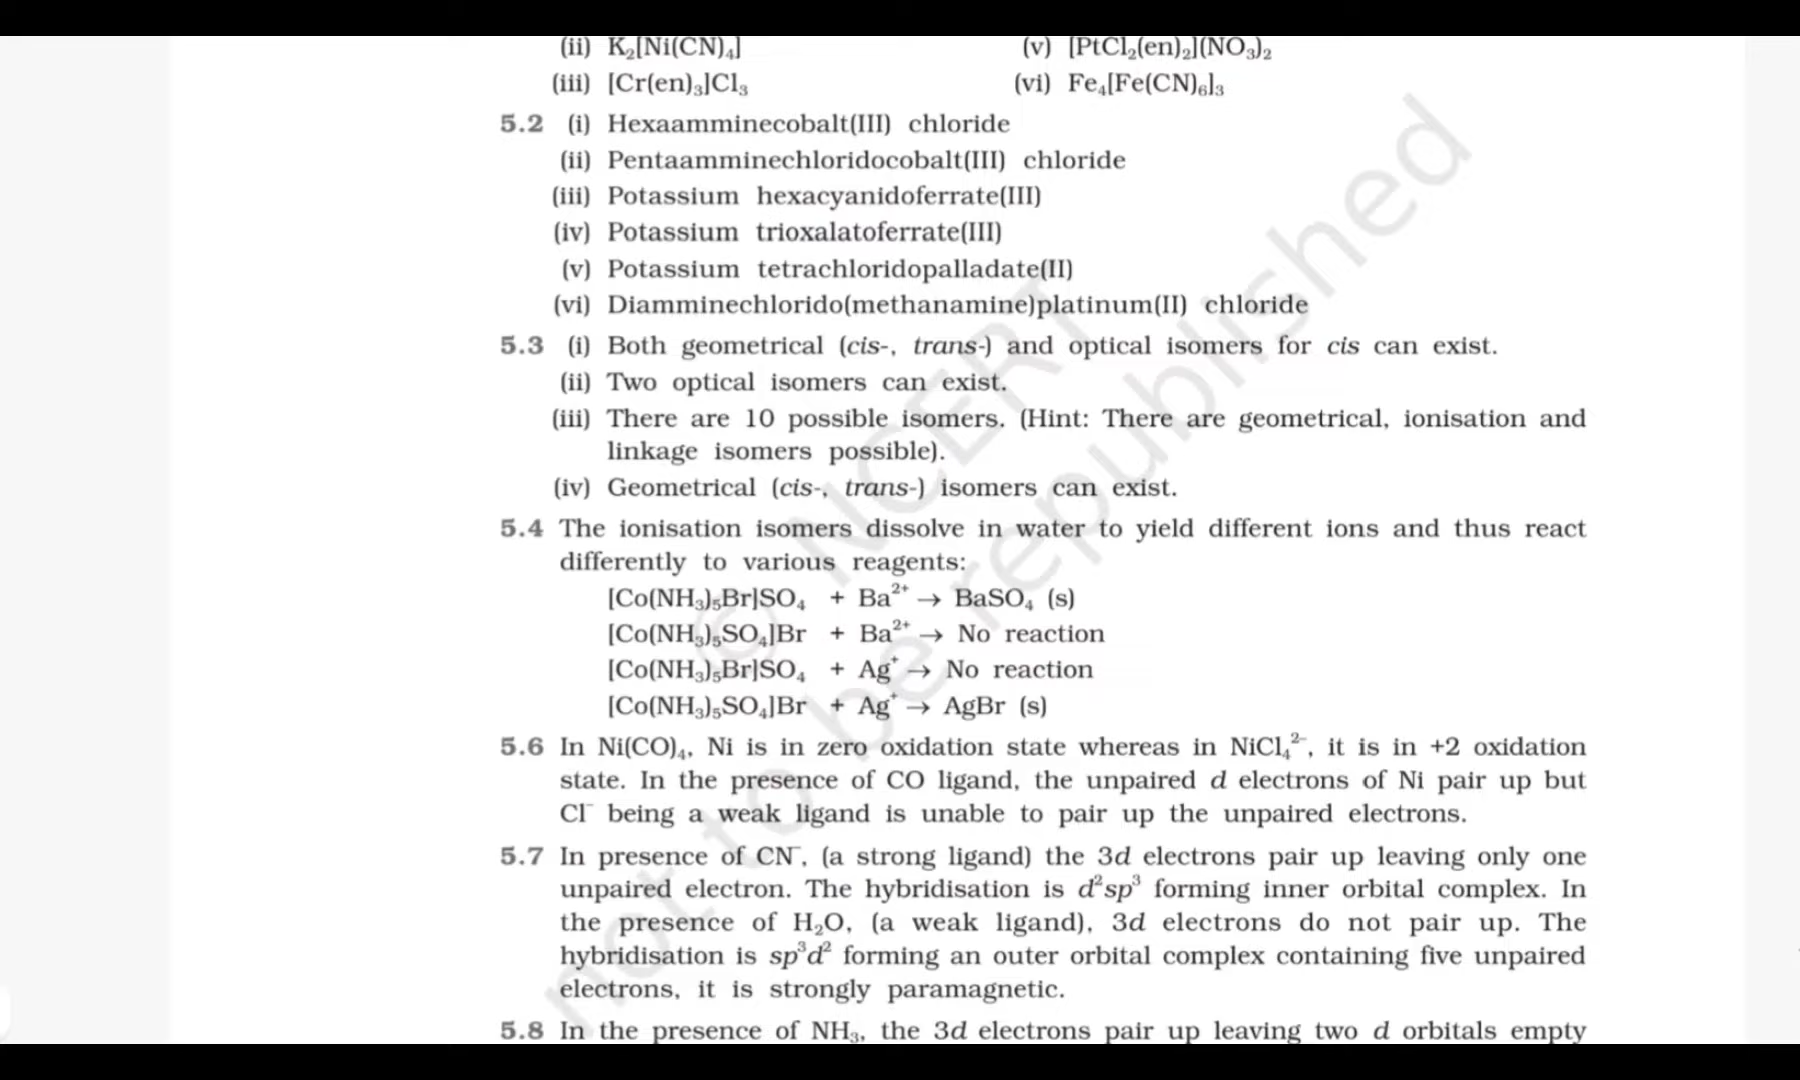 (ii) K₂[Ni(CN)₄] (v) [PtCl₂(en)₂](NO₃)₂
(iii) [Cr(en)₃]Cl₃ (vi) Fe₄[Fe(CN)₆]₃
5.2 (i) Hexaamminecobalt(III) chloride
(ii) Pentaamminechloridocobalt(III) chloride
(iii) Potassium hexacyanidoferrate(III)
(iv) Potassium trioxalatoferrate(III)
(v) Potassium tetrachloridopalladate(II)
(vi) Diamminechlorido(methanamine)platinum(II) chloride
5.3 (i) Both geometrical (cis-, trans-) and optical isomers for cis can exist.
(ii) Two optical isomers can exist.
(iii) There are 10 possible isomers. (Hint: There are geometrical, ionisation and
linkage isomers possible).
(iv) Geometrical (cis-, trans-) isomers can exist.
5.4 The ionisation isomers dissolve in water to yield different ions and thus react
differently to various reagents:
[Co(NH₃)₅Br]SO₄ + Ba²⁺ → BaSO₄ (s)
[Co(NH₃)₅SO₄]Br + Ba²⁺ → No reaction
[Co(NH₃)₅Br]SO₄ + Ag⁺ → No reaction
[Co(NH₃)₅SO₄]Br + Ag⁺ → AgBr (s)
5.6 In Ni(CO)₄, Ni is in zero oxidation state whereas in NiCl₄²⁻, it is in +2 oxidation
state. In the presence of CO ligand, the unpaired d electrons of Ni pair up but
Cl⁻ being a weak ligand is unable to pair up the unpaired electrons.
5.7 In presence of CN⁻, (a strong ligand) the 3d electrons pair up leaving only one
unpaired electron. The hybridisation is d²sp³ forming inner orbital complex. In
the presence of H₂O, (a weak ligand), 3d electrons do not pair up. The
hybridisation is sp³d² forming an outer orbital complex containing five unpaired
electrons, it is strongly paramagnetic.
5.8 In the presence of NH₃, the 3d electrons pair up leaving two d orbitals empty
© NCERT
not to be republished